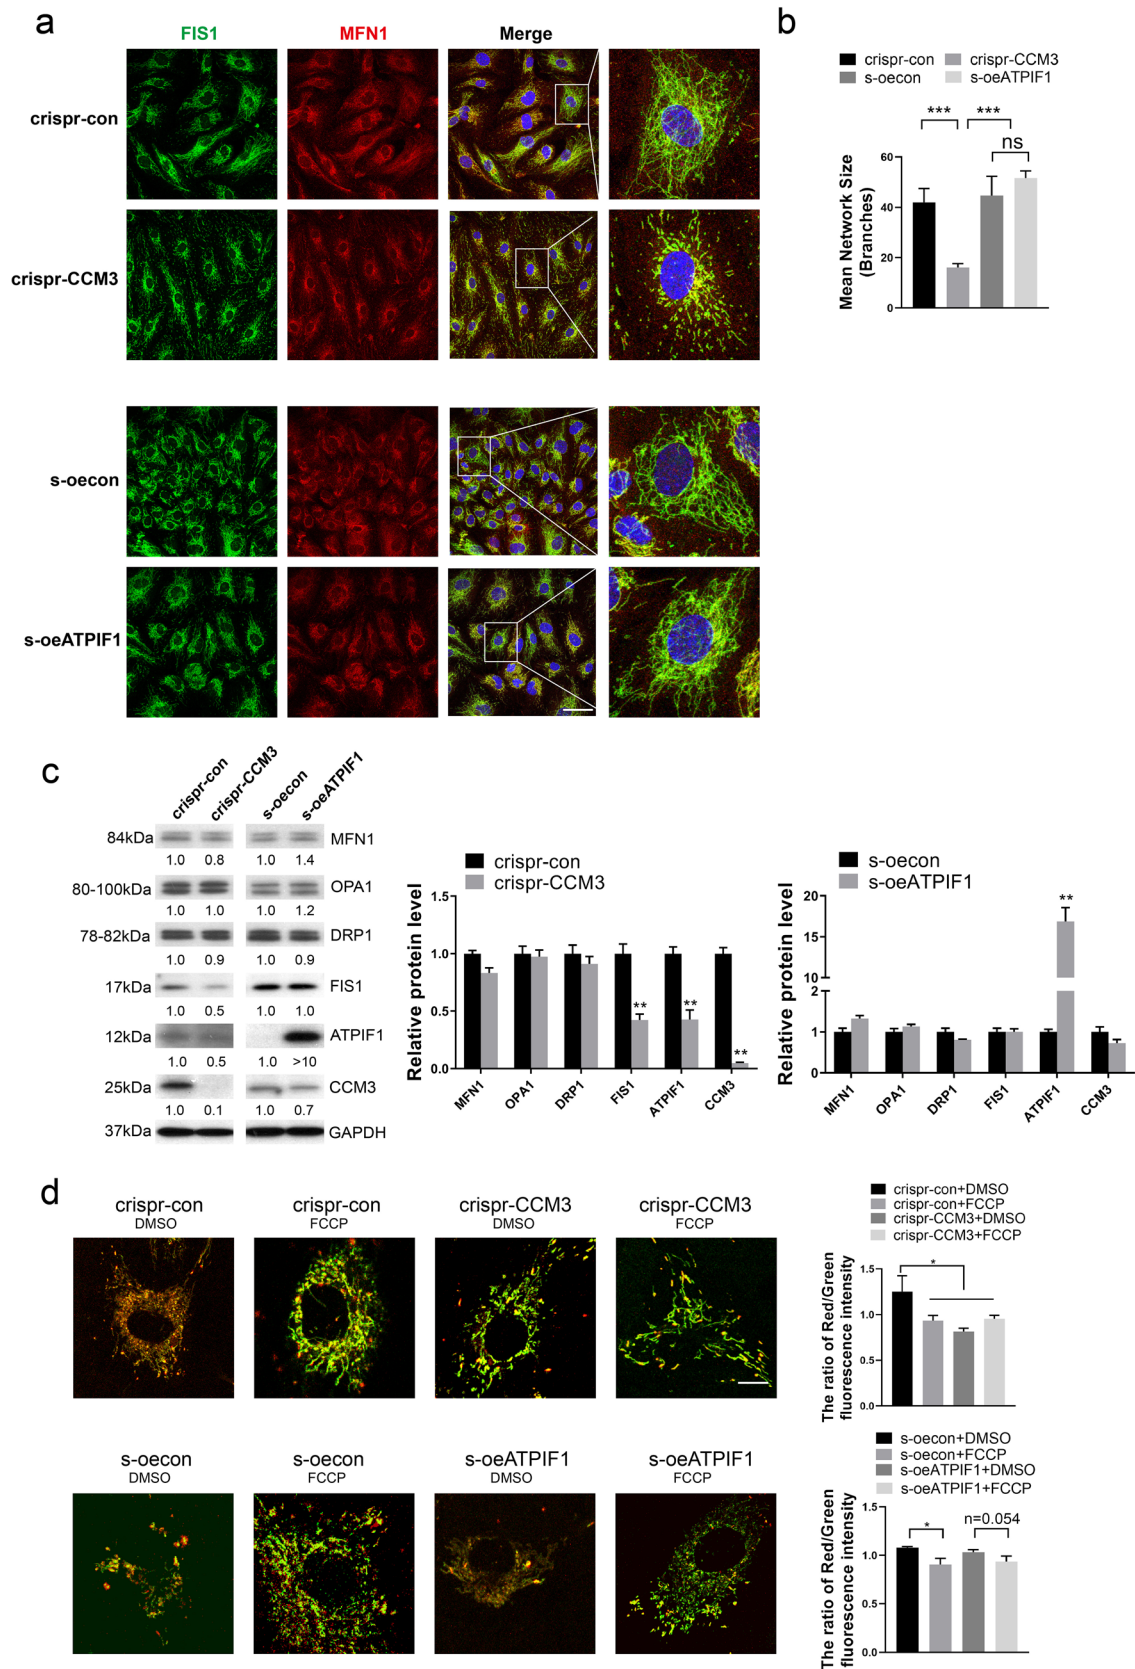 a
FIS1 MFN1 Merge
crispr-con
crispr-CCM3
s-oecon
s-oeATPIF1
b
crispr-con crispr-CCM3
s-oecon s-oeATPIF1
*** ***
ns
Mean Network Size
(Branches)
60
40
20
0
c
crispr-con crispr-CCM3 s-oecon s-oeATPIF1
84kDa MFN1
1.0 0.8 1.0 1.4
80-100kDa OPA1
1.0 1.0 1.0 1.2
78-82kDa DRP1
1.0 0.9 1.0 0.9
17kDa FIS1
1.0 0.5 1.0 1.0
12kDa ATPIF1
1.0 0.5 1.0 >10
25kDa CCM3
1.0 0.1 1.0 0.7
37kDa GAPDH
crispr-con
crispr-CCM3
Relative protein level
1.5
1.0
0.5
0.0
** ** **
MFN1 OPA1 DRP1 FIS1 ATPIF1 CCM3
s-oecon
s-oeATPIF1
Relative protein level
20
15
10
2
1
0
**
MFN1 OPA1 DRP1 FIS1 ATPIF1 CCM3
d
crispr-con crispr-con crispr-CCM3 crispr-CCM3
DMSO FCCP DMSO FCCP
crispr-con+DMSO
crispr-con+FCCP
crispr-CCM3+DMSO
crispr-CCM3+FCCP
The ratio of Red/Green
fluorescence intensity
1.5
1.0
0.5
0.0
*
s-oecon s-oecon s-oeATPIF1 s-oeATPIF1
DMSO FCCP DMSO FCCP
s-oecon+DMSO
s-oecon+FCCP
s-oeATPIF1+DMSO
s-oeATPIF1+FCCP
The ratio of Red/Green
fluorescence intensity
1.5
1.0
0.5
0.0
* n=0.054